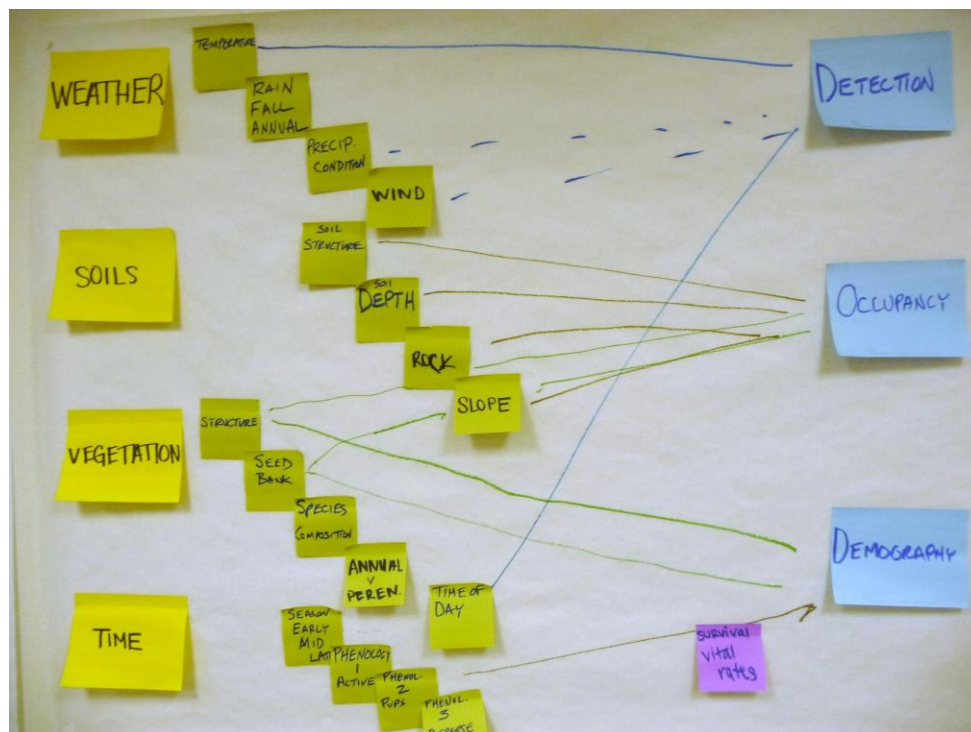 WEATHER
TEMPERATURE
RAIN
FALL
ANNUAL
PRECIP.
CONDITION
WIND
DETECTION
SOILS
SOIL
STRUCTURE
SOIL
DEPTH
ROCK
SLOPE
OCCUPANCY
VEGETATION
STRUCTURE
SEED
BANK
SPECIES
COMPOSITION
ANNUAL
V
PEREN.
DEMOGRAPHY
TIME
TIME OF
DAY
SEASON
EARLY
MID
LATE
PHENOLOGY
1
ACTIVE
PHENOL.
2
PUPS
PHENOL.
3
SURVIVAL
vital
rates